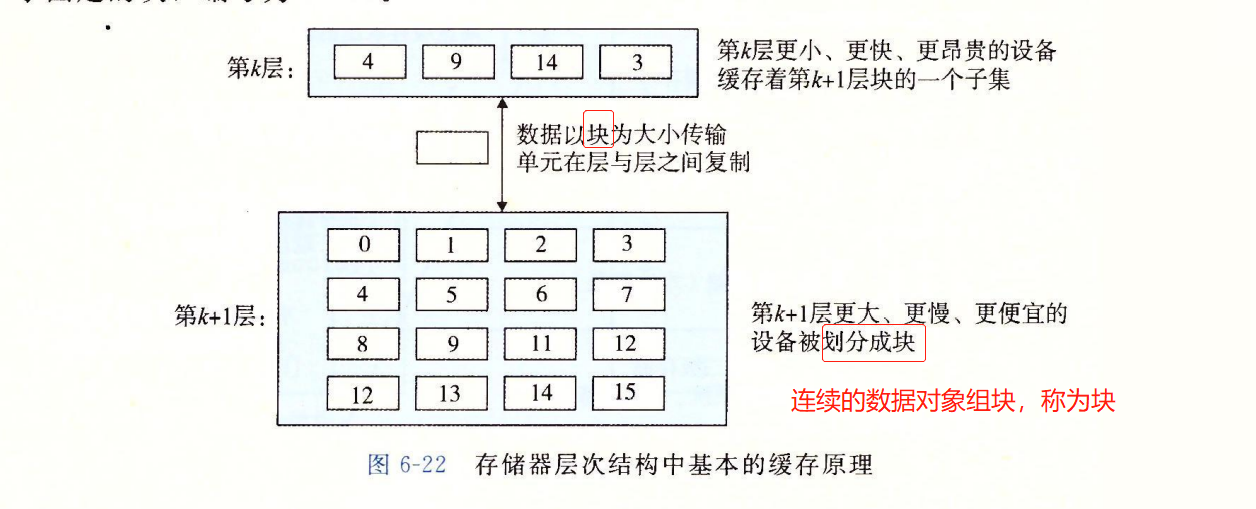 第k层:
4 9 14 3
第k层更小、更快、更昂贵的设备
缓存着第k+1层块的一个子集
数据以块为大小传输
单元在层与层之间复制
0 1 2 3
4 5 6 7
第k+1层:
8 9 11 12
12 13 14 15
第k+1层更大、更慢、更便宜的
设备被划分成块
连续的数据对象组块，称为块
图 6-22 存储器层次结构中基本的缓存原理